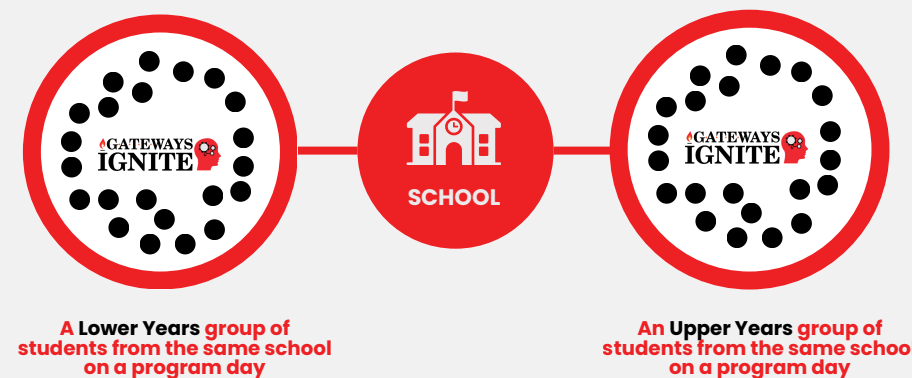 GATEWAYS
IGNITE
SCHOOL
GATEWAYS
IGNITE
A Lower Years group of
students from the same school
on a program day
An Upper Years group of
students from the same schoo
on a program day